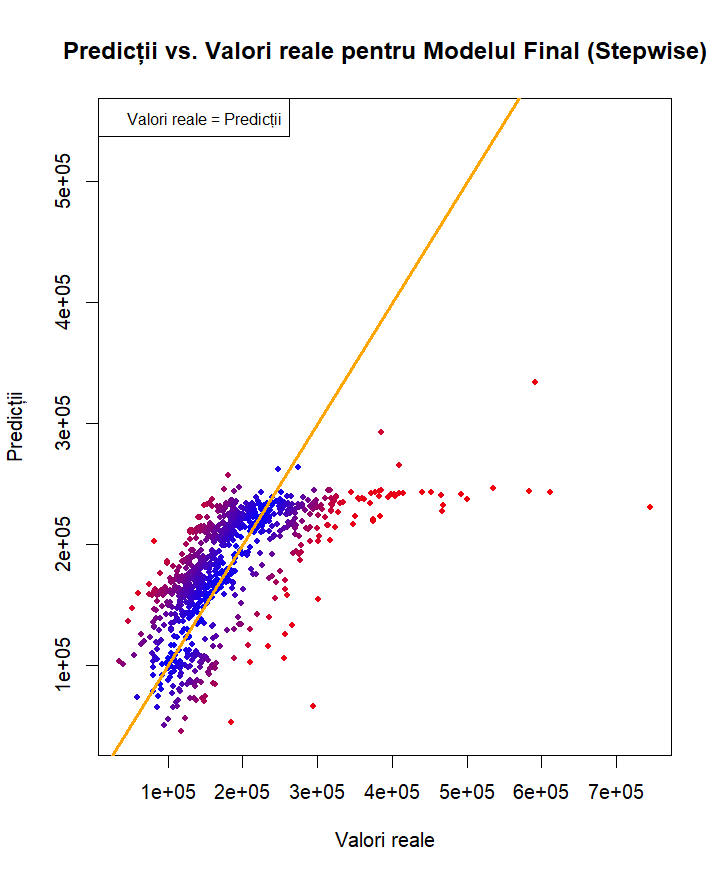 Predicții vs. Valori reale pentru Modelul Final (Stepwise)
Valori reale = Predicții
5e+05
4e+05
3e+05
2e+05
1e+05
Predicții
1e+05 2e+05 3e+05 4e+05 5e+05 6e+05 7e+05
Valori reale